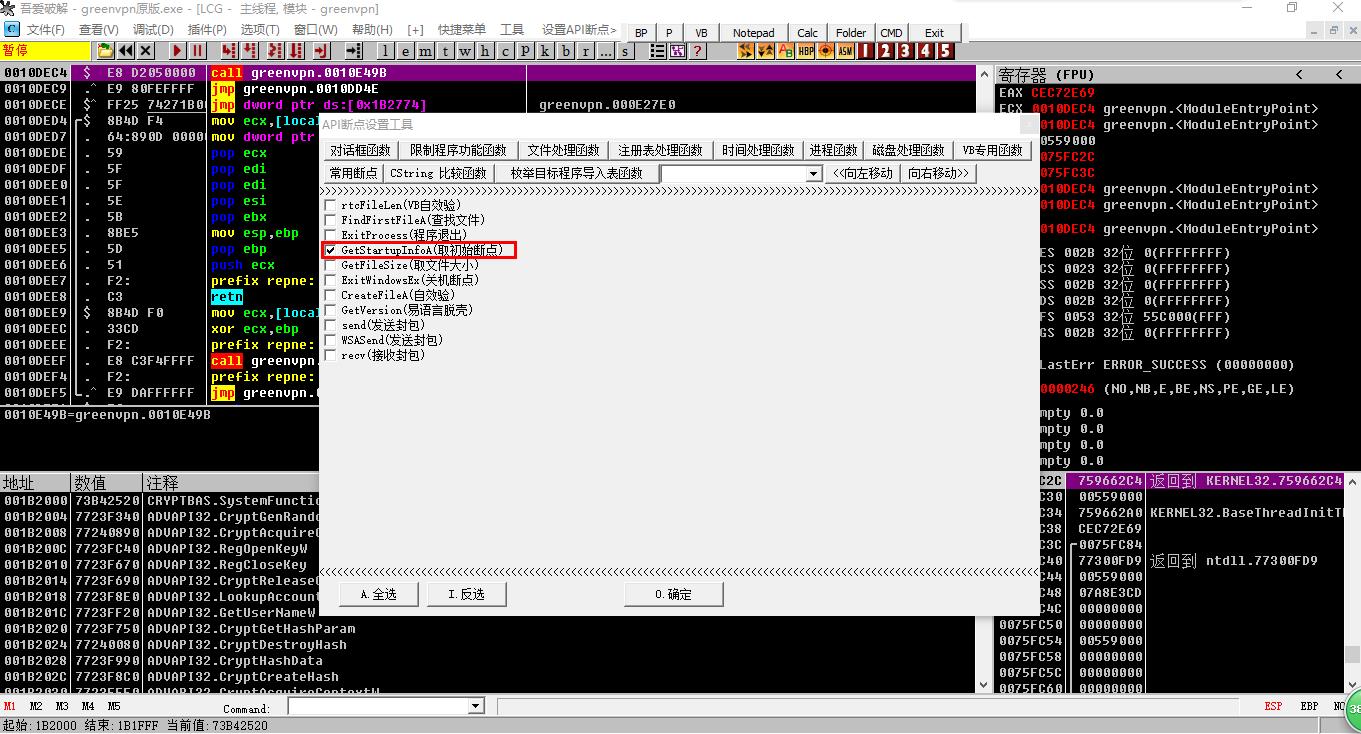 吾爱破解 - greenvpn原版.exe - [LCG - 主线程, 模块 - greenvpn]
文件(F) 查看(V) 调试(D) 插件(P) 选项(T) 窗口(W) 帮助(H) [+] 快捷菜单 工具 设置API断点> BP P VB Notepad Calc Folder CMD Exit
暂停 l e m t w h c p k b r ... s ? HBP ASM 1 2 3 4 5
0010DEC4 $ E8 D2050000 call greenvpn.0010E49B
0010DEC9 .^ E9 80FEFFFF jmp greenvpn.0010DD4E
0010DECE $^ FF25 74271B00 jmp dword ptr ds:[0x1B2774] greenvpn.000E27E0
0010DED4 $ 8B4D F4 mov ecx,[loca
0010DED7 . 64:890D 0000 mov dword ptr
0010DEDE . 59 pop ecx
0010DEDF . 5F pop edi
0010DEE0 . 5F pop edi
0010DEE1 . 5E pop esi
0010DEE2 . 5B pop ebx
0010DEE3 . 8BE5 mov esp,ebp
0010DEE5 . 5D pop ebp
0010DEE6 . 51 push ecx
0010DEE7 . F2: prefix repne:
0010DEE8 . C3 retn
0010DEE9 $ 8B4D F0 mov ecx,[loca
0010DEEC . 33CD xor ecx,ebp
0010DEEE . F2: prefix repne:
0010DEEF . E8 C3F4FFFF call greenvpn.
0010DEF4 . F2: prefix repne:
0010DEF5 .^ E9 DAFFFFFF jmp greenvpn.0
0010E49B=greenvpn.0010E49B
API断点设置工具
对话框函数 限制程序功能函数 文件处理函数 注册表处理函数 时间处理函数 进程函数 磁盘处理函数 VB专用函数
常用断点 CString 比较函数 枚举目标程序导入表函数 <<向左移动 向右移动>>
rtcFileLen(VB自效验)
FindFirstFileA(查找文件)
ExitProcess(程序退出)
GetStartupInfoA(取初始断点)
GetFileSize(取文件大小)
ExitWindowsEx(关机断点)
CreateFileA(自效验)
GetVersion(易语言脱壳)
send(发送封包)
WSASend(发送封包)
recv(接收封包)
A.全选 I.反选 O.确定
寄存器 (FPU) < <
EAX CEC72E69
ECX 0010DEC4 greenvpn.<ModuleEntryPoint>
0010DEC4 greenvpn.<ModuleEntryPoint>
0559000
075FC2C
075FC3C
0010DEC4 greenvpn.<ModuleEntryPoint>
0010DEC4 greenvpn.<ModuleEntryPoint>
0010DEC4 greenvpn.<ModuleEntryPoint>
ES 002B 32位 0(FFFFFFFF)
CS 0023 32位 0(FFFFFFFF)
SS 002B 32位 0(FFFFFFFF)
DS 002B 32位 0(FFFFFFFF)
FS 0053 32位 55C000(FFF)
GS 002B 32位 0(FFFFFFFF)
LastErr ERROR_SUCCESS (00000000)
0000246 (NO,NB,E,BE,NS,PE,GE,LE)
mpty 0.0
mpty 0.0
mpty 0.0
mpty 0.0
地址 数值 注释
001B2000 73B42520 CRYPTBAS.SystemFunctio
001B2004 7723F340 ADVAPI32.CryptGenRando
001B2008 77240890 ADVAPI32.CryptAcquireC
001B200C 7723FC40 ADVAPI32.RegOpenKeyW
001B2010 7723F670 ADVAPI32.RegCloseKey
001B2014 7723F690 ADVAPI32.CryptReleaseC
001B2018 7723F8E0 ADVAPI32.LookupAccount
001B201C 7723FF20 ADVAPI32.GetUserNameW
001B2020 7723F750 ADVAPI32.CryptGetHashParam
001B2024 77240080 ADVAPI32.CryptDestroyHash
001B2028 7723F990 ADVAPI32.CryptHashData
001B202C 7723F8C0 ADVAPI32.CryptCreateHash
C2C 759662C4 返回到 KERNEL32.759662C4
C30 00559000
C34 759662A0 KERNEL32.BaseThreadInitTh
C38 CEC72E69
C3C 0075FC84
C40 77300FD9 返回到 ntdll.77300FD9
C44 00559000
C48 07A8E3CD
C4C 00000000
0075FC50 00000000
0075FC54 00559000
0075FC58 00000000
0075FC5C 00000000
0075FC60 00000000
M1 M2 M3 M4 M5 Command: ESP EBP NO
起始: 1B2000 结束: 1B1FFF 当前值: 73B42520
38